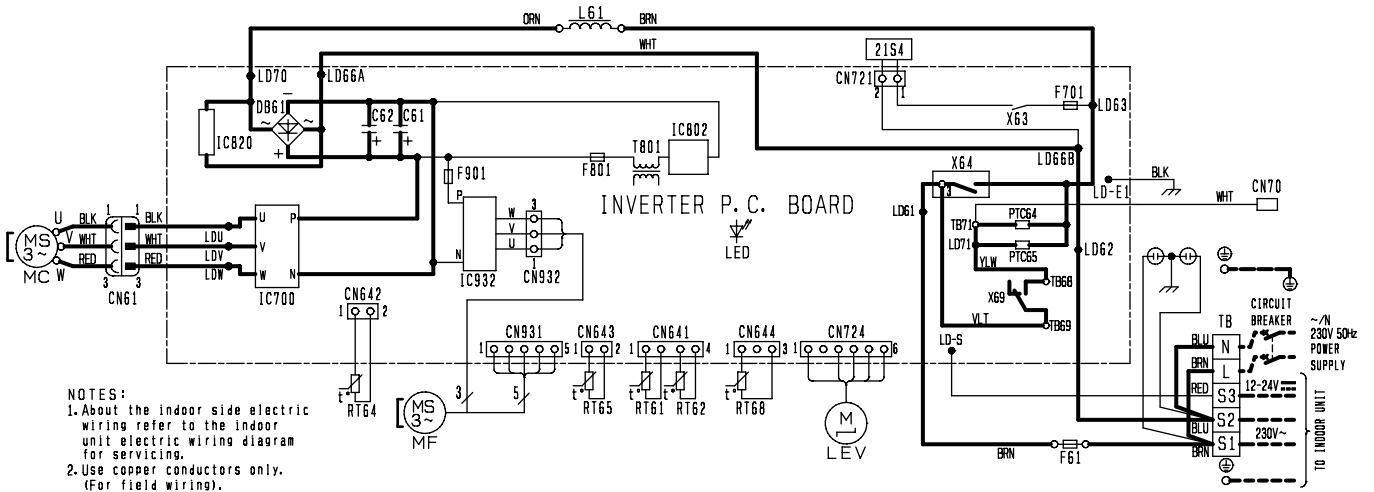 ORN L61 BRN
WHT
21S4
LD70 LD66A
CN721
2 1
F701
LD63
X63
DB61
−
~ ~
+
C62 C61
+ +
IC820
T801 IC802
F801
F901
X64
3
LD66B
LD-E1
BLK
WHT
CN70
INVERTER P. C. BOARD
LED
LD61
TB71 PTC64
LD71 PTC65
LD62
YLW
TB68
X69
TB69
VLT
LD-S
U BLK 1 1 BLK
V WHT WHT LDU
W RED RED LDV
LDW
3 3
CN61
MS
3~
MC
U P
V
W N
IC700
P
N
IC932
W
V
U
3
1
CN932
CN642
1 2
t°
RT64
CN931
1 5
CN643
1 2
t°
RT65
CN641
1 4
t° t°
RT61 RT62
CN644
1 3
t°
RT68
CN724
1 6
M
LEV
3 5
MS
3~
MF
BRN F61
TB
N
L
S3
S2
S1
BLU
BRN
RED
BLU
BRN
CIRCUIT
BREAKER
~/N
230V 50Hz
POWER
SUPPLY
12-24V
230V~
TO INDOOR UNIT
NOTES:
1. About the indoor side electric
wiring refer to the indoor
unit electric wiring diagram
for servicing.
2. Use copper conductors only.
(For field wiring).